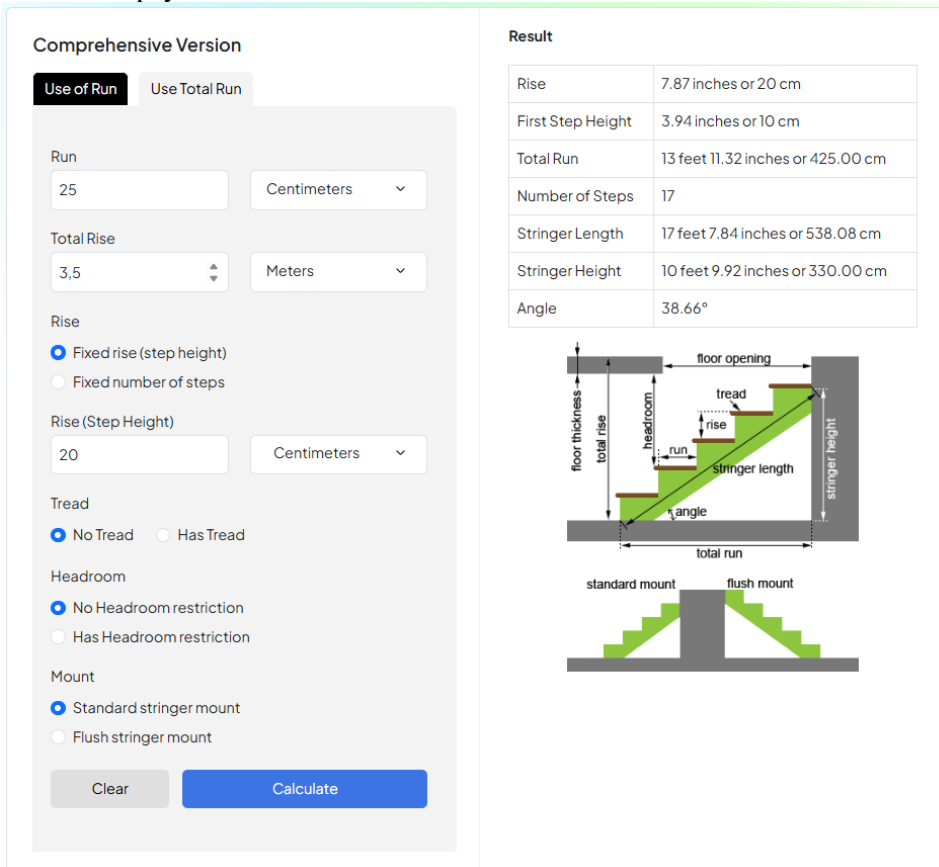 Comprehensive Version
Use of Run
Use Total Run
Run
25
Centimeters
Total Rise
3,5
Meters
Rise
Fixed rise (step height)
Fixed number of steps
Rise (Step Height)
20
Centimeters
Tread
No Tread
Has Tread
Headroom
No Headroom restriction
Has Headroom restriction
Mount
Standard stringer mount
Flush stringer mount
Clear
Calculate
Result
Rise 7.87 inches or 20 cm
First Step Height 3.94 inches or 10 cm
Total Run 13 feet 11.32 inches or 425.00 cm
Number of Steps 17
Stringer Length 17 feet 7.84 inches or 538.08 cm
Stringer Height 10 feet 9.92 inches or 330.00 cm
Angle 38.66°
floor opening
floor thickness
total rise
headroom
tread
rise
run
stringer length
stringer height
angle
total run
standard mount
flush mount